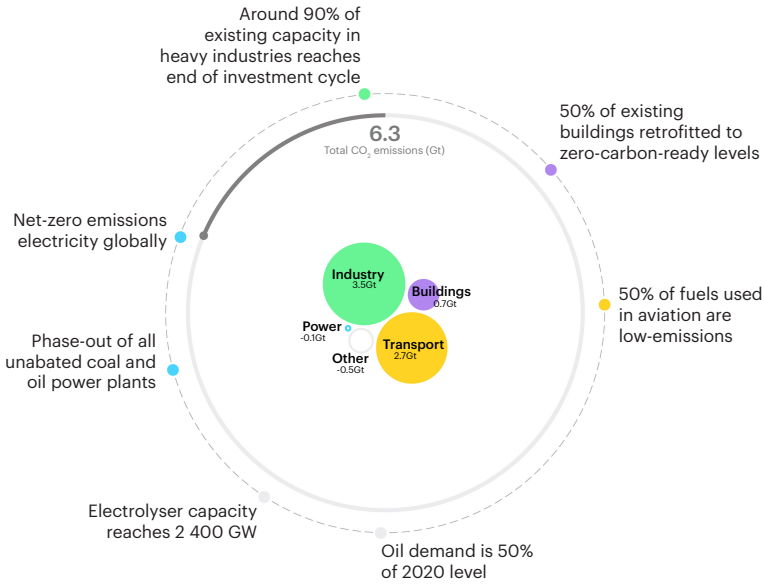 Around 90% of
existing capacity in
heavy industries reaches
end of investment cycle
50% of existing
buildings retrofitted to
zero-carbon-ready levels
6.3
Total CO₂ emissions (Gt)
Net-zero emissions
electricity globally
Industry
3.5Gt
Buildings
0.7Gt
50% of fuels used
in aviation are
low-emissions
Power
-0.1Gt
Transport
2.7Gt
Other
-0.5Gt
Phase-out of all
unabated coal and
oil power plants
Electrolyser capacity
reaches 2 400 GW
Oil demand is 50%
of 2020 level